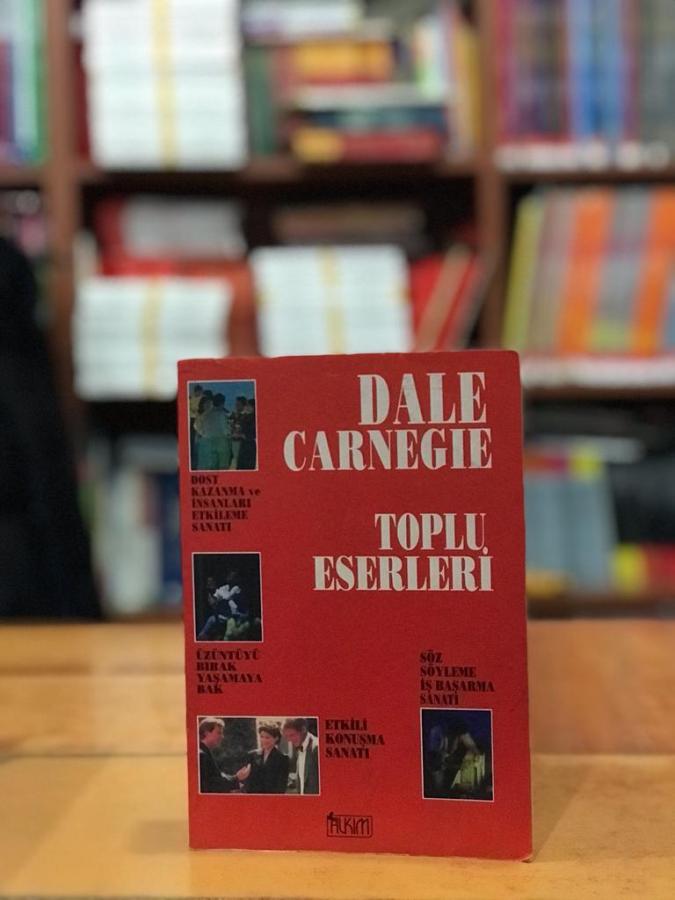 DALE
CARNEGIE
TOPLU
ESERLERİ
DOST
KAZANMA ve
İNSANLARI
ETKİLEME
SANATI
ÜZÜNTÜYÜ
BIRAK
YAŞAMAYA
BAK
SÖZ
SÖYLEME
İŞ BAŞARMA
SANATI
ETKİLİ
KONUŞMA
SANATI
ALKIM